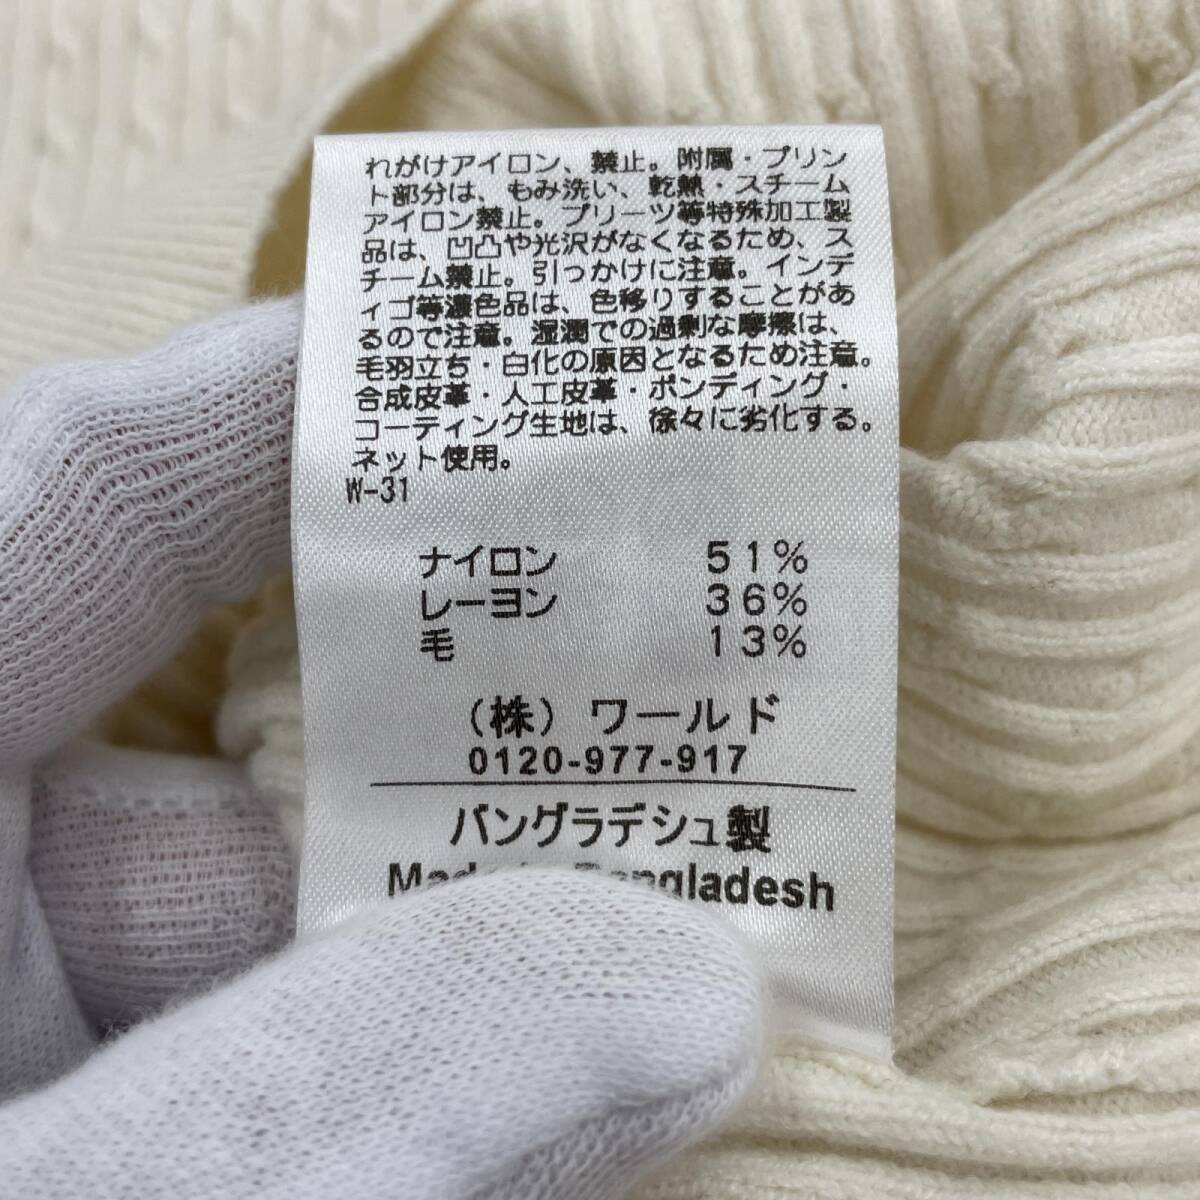 れがけアイロン、禁止。附属・プリン
ト部分は、もみ洗い、乾熱・スチーム
アイロン禁止。プリーツ等特殊加工製
品は、凹凸や光沢がなくなるため、ス
チーム禁止。引っかけに注意。インデ
ィゴ等濃色品は、色移りすることがあ
るので注意。湿潤での過剰な摩擦は、
毛羽立ち・白化の原因となるため注意。
合成皮革・人工皮革・ボンディング・
コーティング生地は、徐々に劣化する。
ネット使用。
W-31
ナイロン 51%
レーヨン 36%
毛 13%
（株）ワールド
0120-977-917
バングラデシュ製
Made in Bangladesh